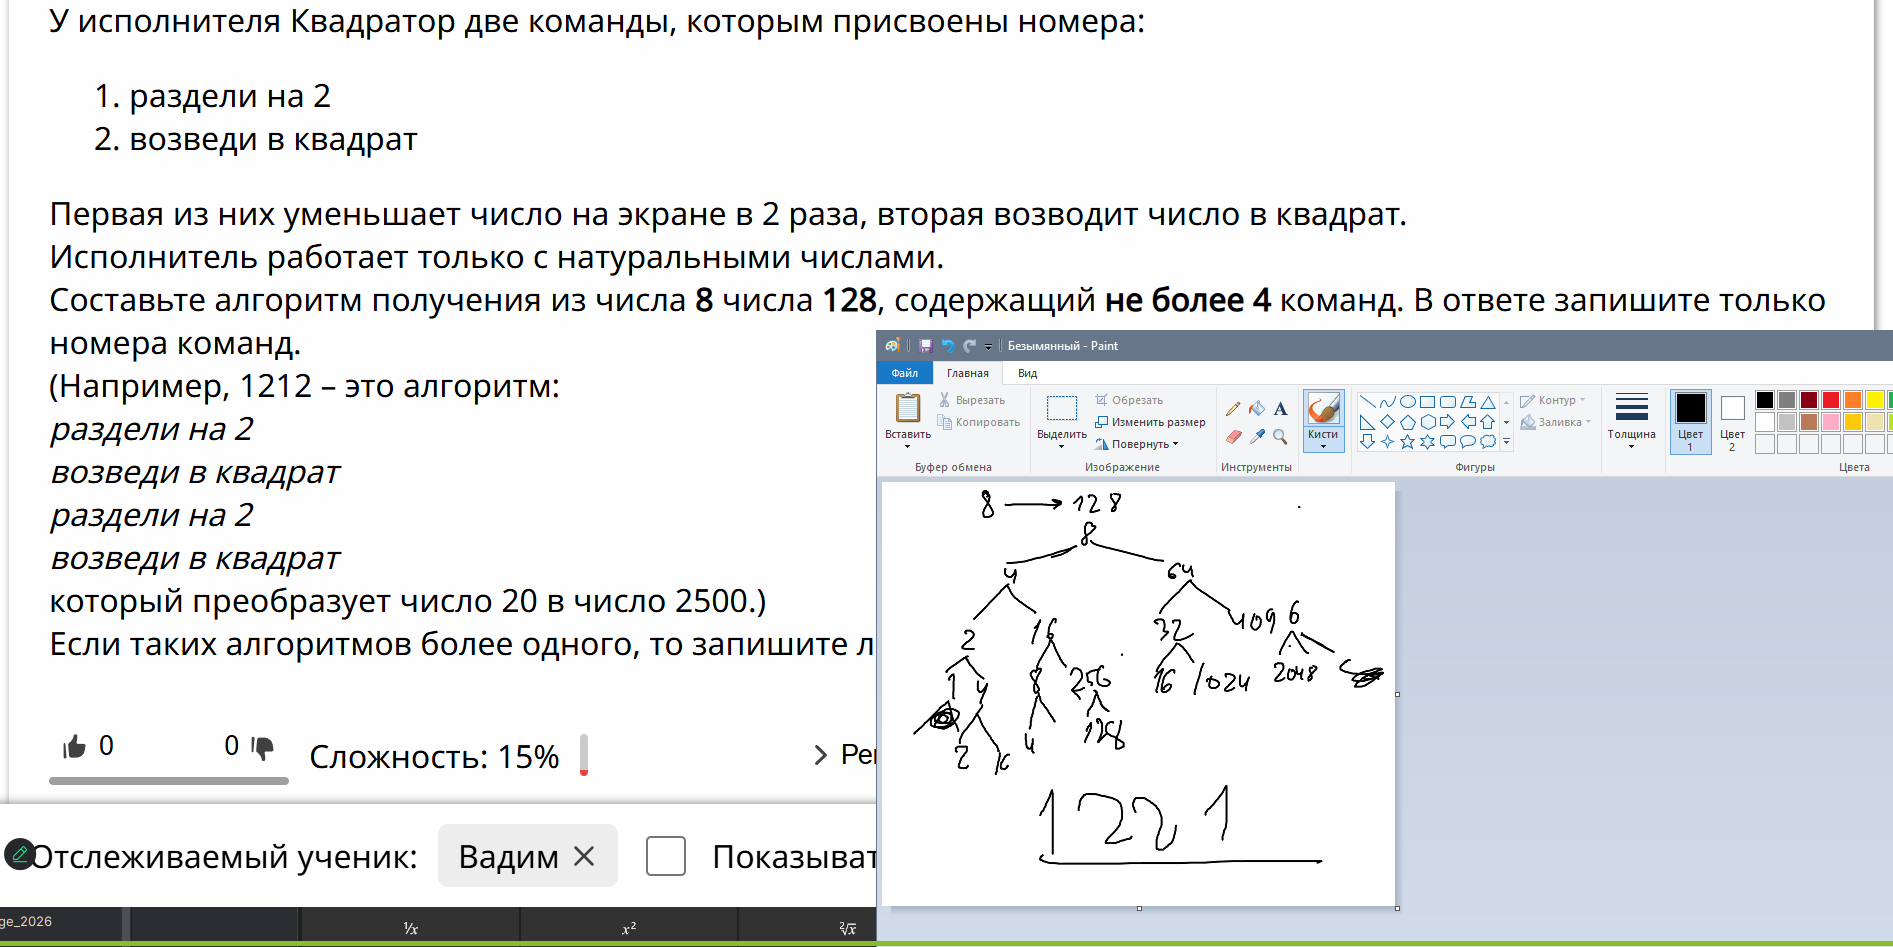 У исполнителя Квадратор две команды, которым присвоены номера:
1. раздели на 2
2. возведи в квадрат
Первая из них уменьшает число на экране в 2 раза, вторая возводит число в квадрат.
Исполнитель работает только с натуральными числами.
Составьте алгоритм получения из числа 8 числа 128, содержащий не более 4 команд. В ответе запишите только
номера команд.
(Например, 1212 – это алгоритм:
раздели на 2
возведи в квадрат
раздели на 2
возведи в квадрат
который преобразует число 20 в число 2500.)
Если таких алгоритмов более одного, то запишите л
0 0 Сложность: 15%
Ре
Отслеживаемый ученик: Вадим × Показыват
ge_2026
¹/x x² ²√x
Безымянный - Paint
Файл Главная Вид
Вставить
Вырезать
Копировать
Буфер обмена
Выделить
Обрезать
Изменить размер
Повернуть
Изображение
A
Инструменты
Кисти
Контур
Заливка
Фигуры
Толщина
Цвет 1
Цвет 2
Цвета
8 → 128
8
4 64
2 16 32 4096
1 4 8 256 16 1024 2048
2 16 4 128
1221